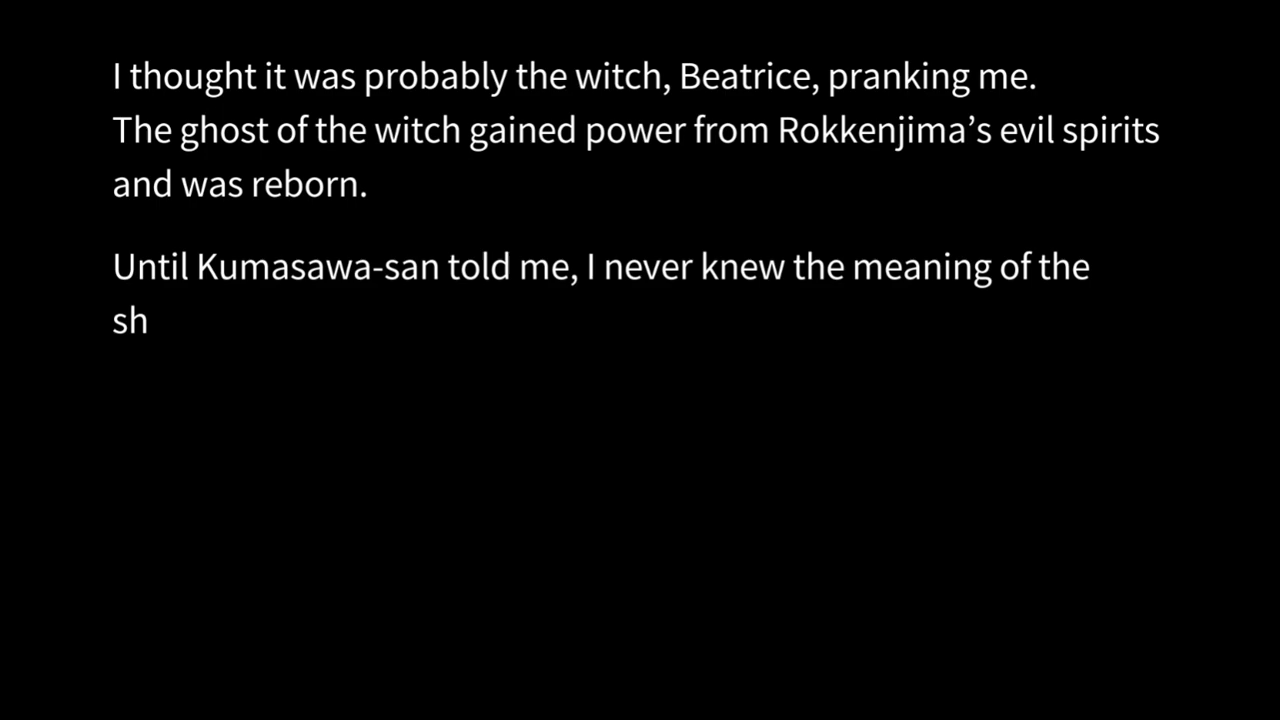 I thought it was probably the witch, Beatrice, pranking me.
The ghost of the witch gained power from Rokkenjima’s evil spirits
and was reborn.
Until Kumasawa-san told me, I never knew the meaning of the
sh